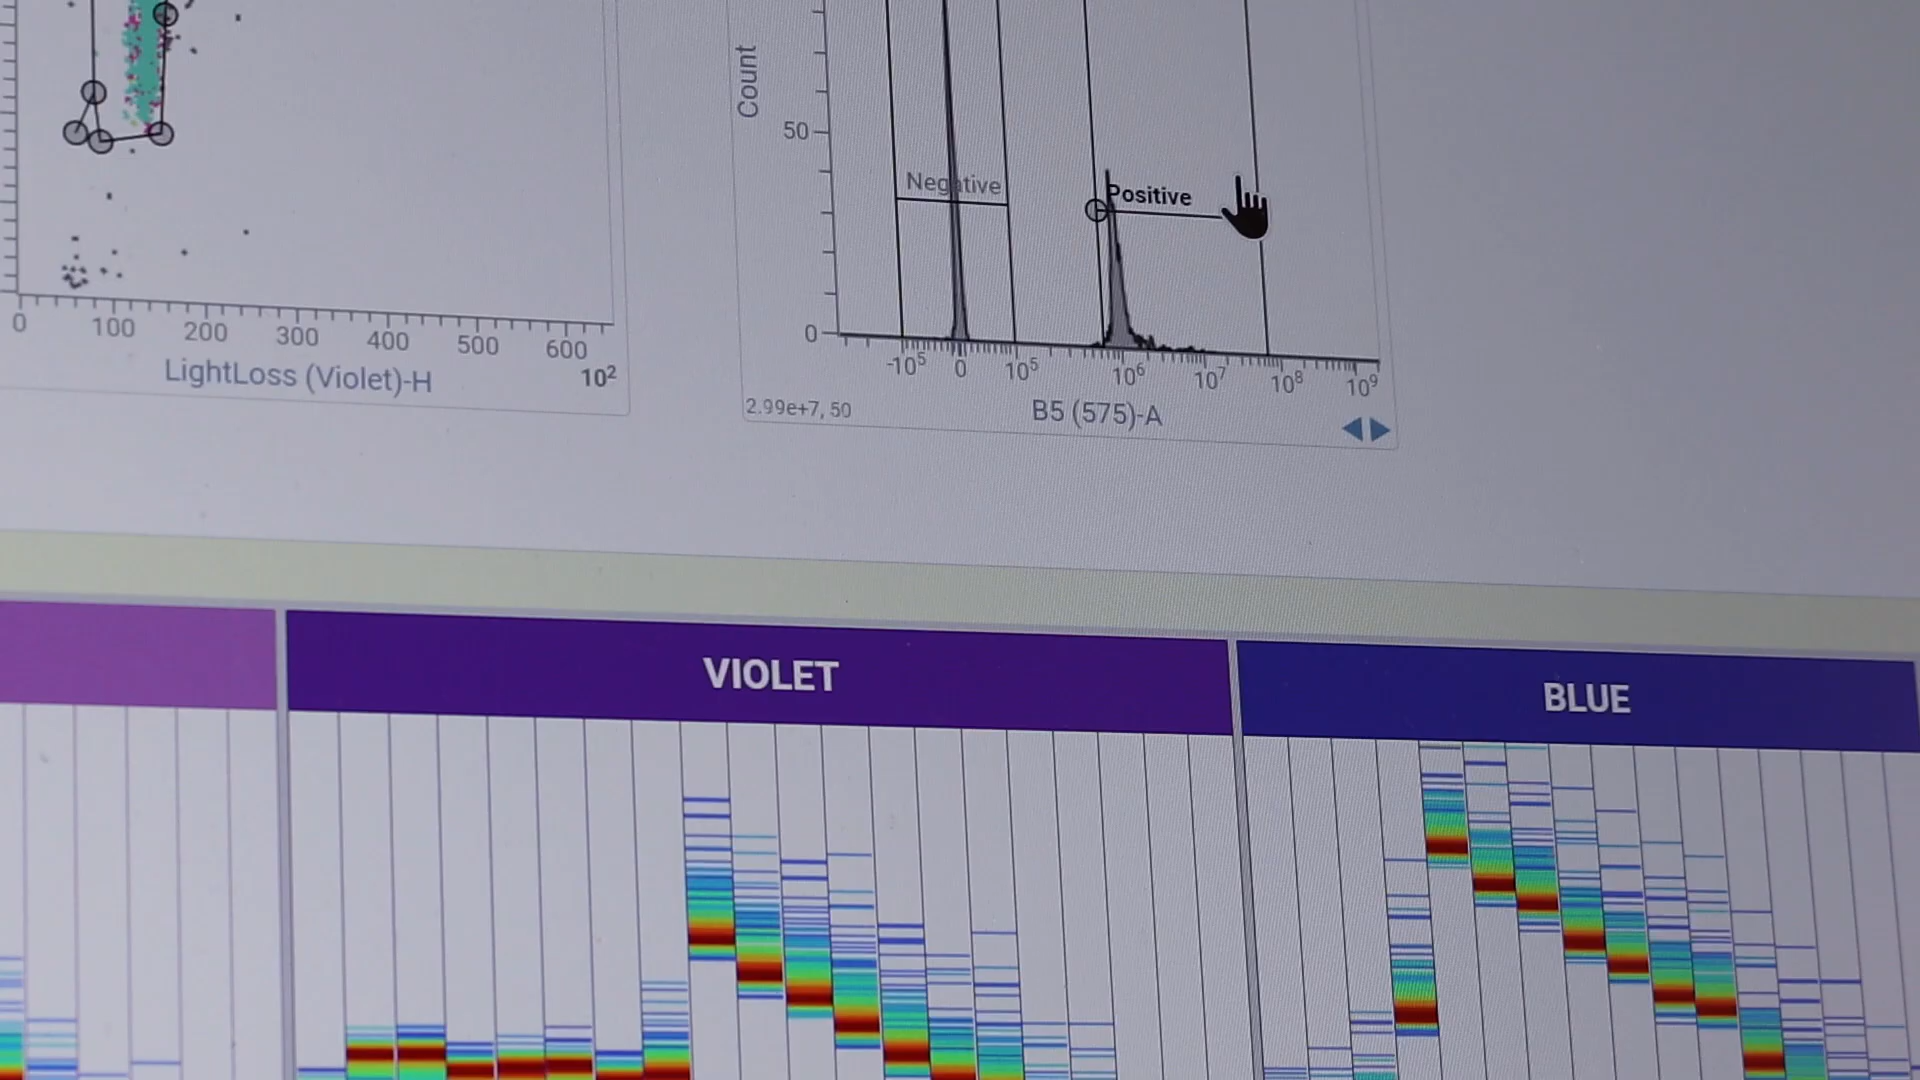 0
100
200
300
400
500
600
LightLoss (Violet)-H
10²
Count
50
0
Negative
Positive
-10⁵
0
10⁵
10⁶
10⁷
10⁸
10⁹
2.99e+7, 50
B5 (575)-A
VIOLET
BLUE